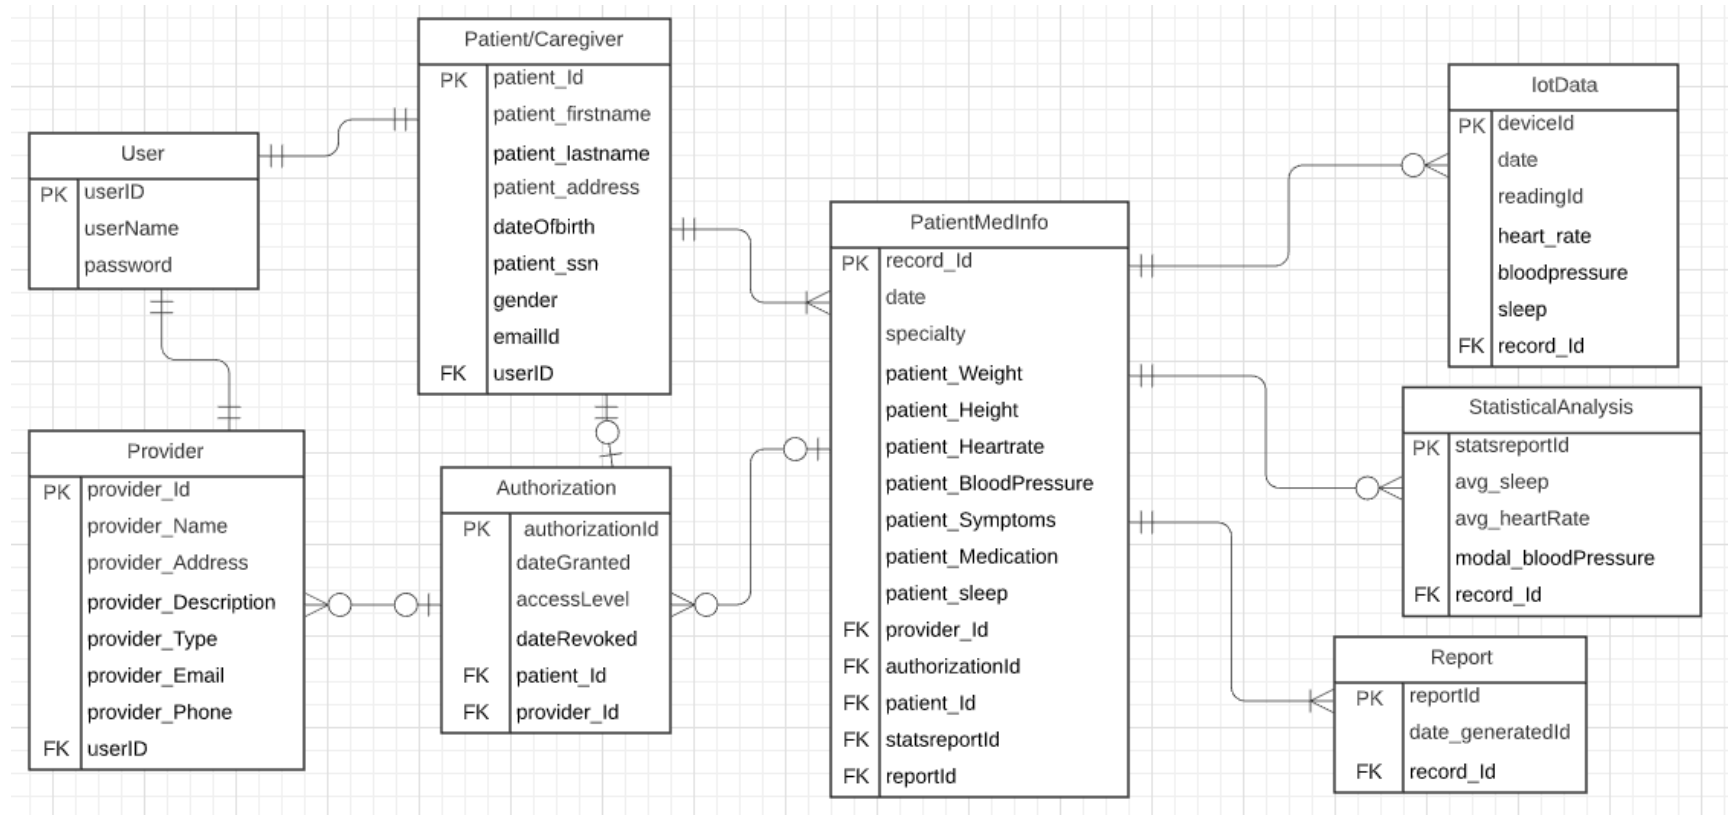 Patient/Caregiver
PK patient_Id
patient_firstname
patient_lastname
patient_address
dateOfbirth
patient_ssn
gender
emailId
FK userID
User
PK userID
userName
password
Provider
PK provider_Id
provider_Name
provider_Address
provider_Description
provider_Type
provider_Email
provider_Phone
FK userID
Authorization
PK authorizationId
dateGranted
accessLevel
dateRevoked
FK patient_Id
FK provider_Id
PatientMedInfo
PK record_Id
date
specialty
patient_Weight
patient_Height
patient_Heartrate
patient_BloodPressure
patient_Symptoms
patient_Medication
patient_sleep
FK provider_Id
FK authorizationId
FK patient_Id
FK statsreportId
FK reportId
IotData
PK deviceId
date
readingId
heart_rate
bloodpressure
sleep
FK record_Id
StatisticalAnalysis
PK statsreportId
avg_sleep
avg_heartRate
modal_bloodPressure
FK record_Id
Report
PK reportId
date_generatedId
FK record_Id